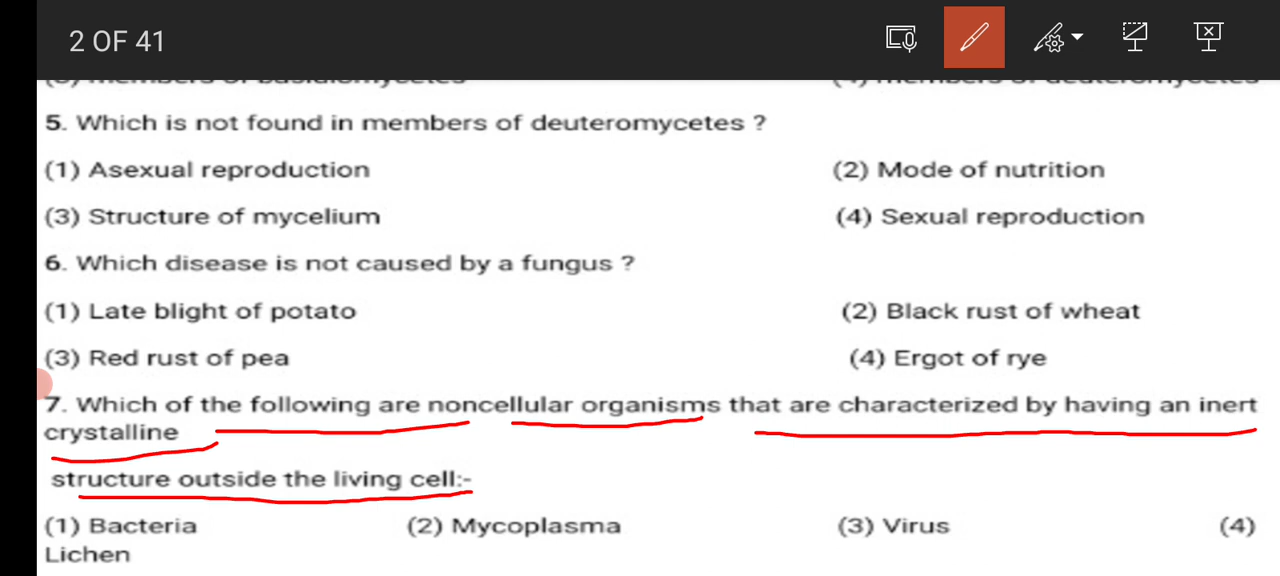 2 OF 41
5. Which is not found in members of deuteromycetes ?
(1) Asexual reproduction (2) Mode of nutrition
(3) Structure of mycelium (4) Sexual reproduction
6. Which disease is not caused by a fungus ?
(1) Late blight of potato (2) Black rust of wheat
(3) Red rust of pea (4) Ergot of rye
7. Which of the following are noncellular organisms that are characterized by having an inert
crystalline
structure outside the living cell:-
(1) Bacteria (2) Mycoplasma (3) Virus (4)
Lichen